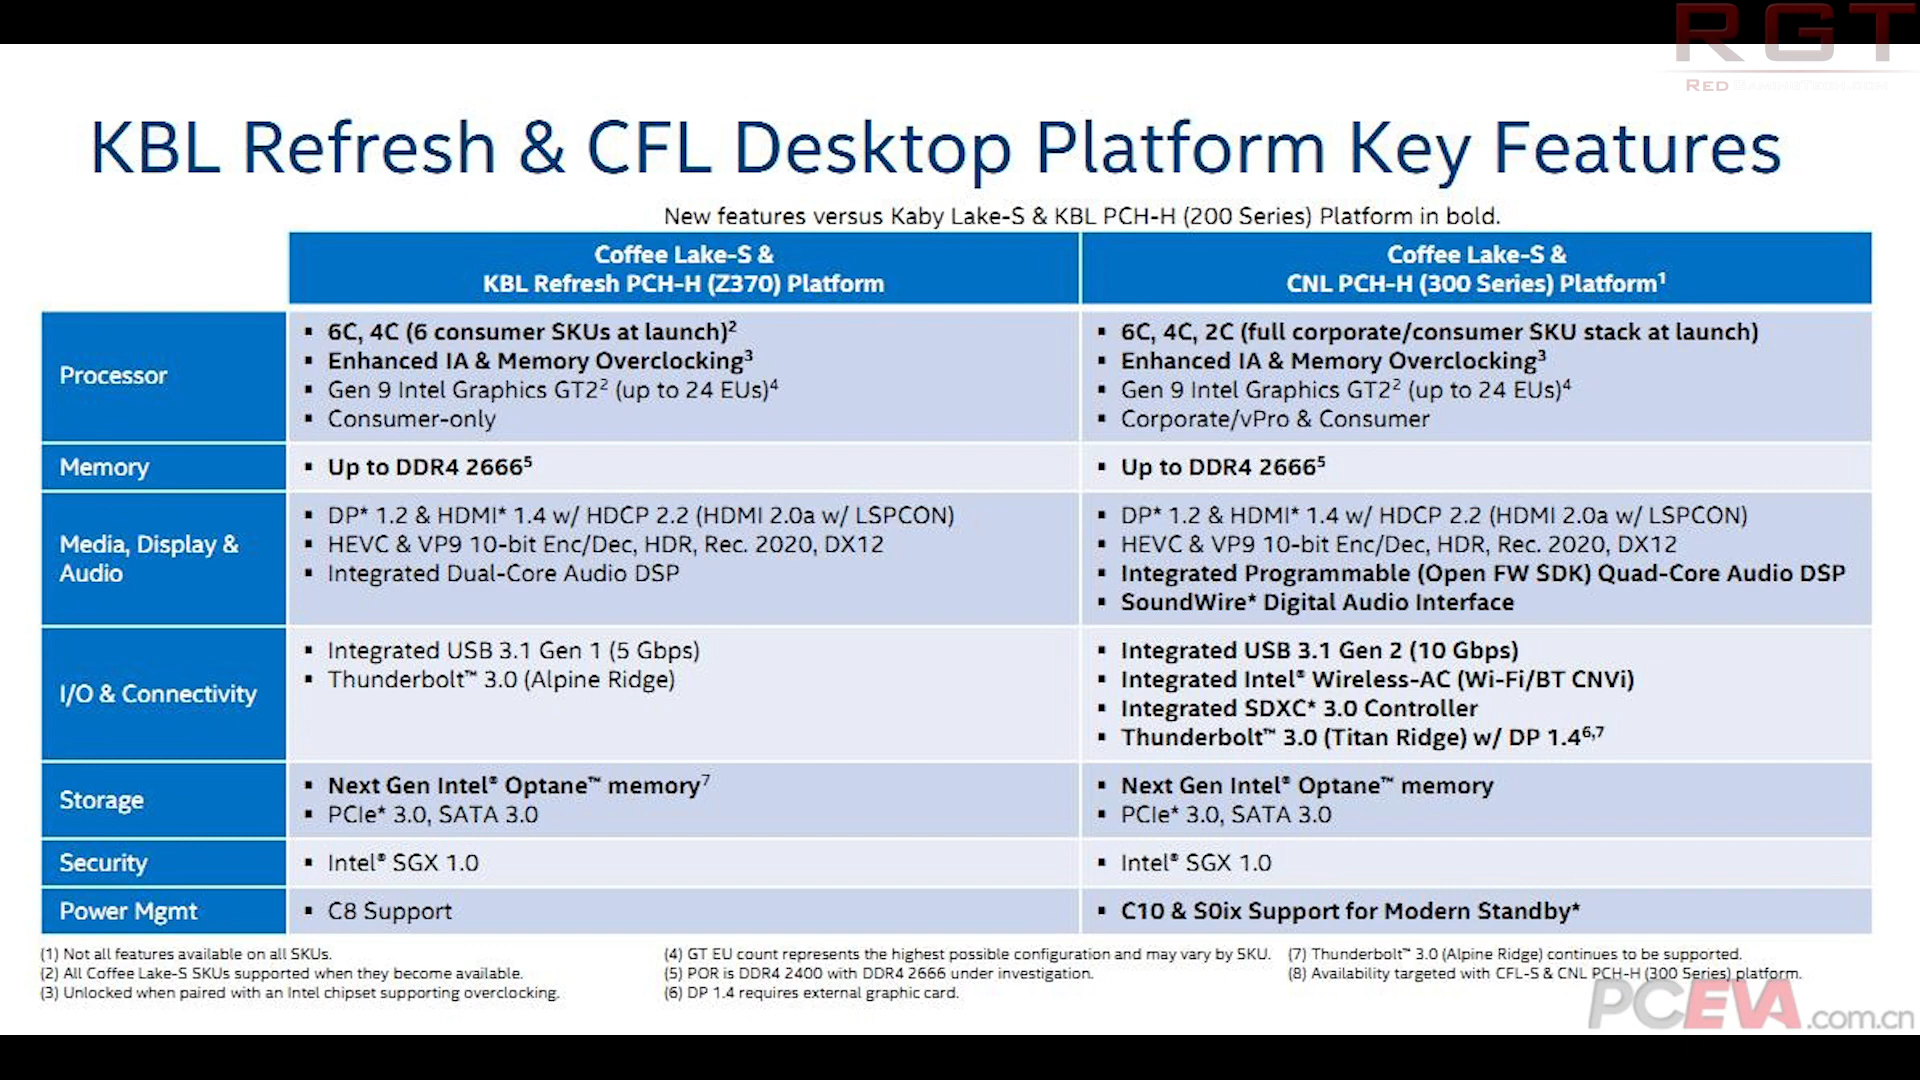 RGT
RED
KBL Refresh & CFL Desktop Platform Key Features
New features versus Kaby Lake-S & KBL PCH-H (200 Series) Platform in bold.
Coffee Lake-S &
KBL Refresh PCH-H (Z370) Platform
Coffee Lake-S &
CNL PCH-H (300 Series) Platform¹
Processor
▪ 6C, 4C (6 consumer SKUs at launch)²
▪ Enhanced IA & Memory Overclocking³
▪ Gen 9 Intel Graphics GT2² (up to 24 EUs)⁴
▪ Consumer-only
▪ 6C, 4C, 2C (full corporate/consumer SKU stack at launch)
▪ Enhanced IA & Memory Overclocking³
▪ Gen 9 Intel Graphics GT2² (up to 24 EUs)⁴
▪ Corporate/vPro & Consumer
Memory
▪ Up to DDR4 2666⁵
▪ Up to DDR4 2666⁵
Media, Display &
Audio
▪ DP* 1.2 & HDMI* 1.4 w/ HDCP 2.2 (HDMI 2.0a w/ LSPCON)
▪ HEVC & VP9 10-bit Enc/Dec, HDR, Rec. 2020, DX12
▪ Integrated Dual-Core Audio DSP
▪ DP* 1.2 & HDMI* 1.4 w/ HDCP 2.2 (HDMI 2.0a w/ LSPCON)
▪ HEVC & VP9 10-bit Enc/Dec, HDR, Rec. 2020, DX12
▪ Integrated Programmable (Open FW SDK) Quad-Core Audio DSP
▪ SoundWire* Digital Audio Interface
I/O & Connectivity
▪ Integrated USB 3.1 Gen 1 (5 Gbps)
▪ Thunderbolt™ 3.0 (Alpine Ridge)
▪ Integrated USB 3.1 Gen 2 (10 Gbps)
▪ Integrated Intel® Wireless-AC (Wi-Fi/BT CNVi)
▪ Integrated SDXC* 3.0 Controller
▪ Thunderbolt™ 3.0 (Titan Ridge) w/ DP 1.4⁶,⁷
Storage
▪ Next Gen Intel® Optane™ memory⁷
▪ PCIe* 3.0, SATA 3.0
▪ Next Gen Intel® Optane™ memory
▪ PCIe* 3.0, SATA 3.0
Security
▪ Intel® SGX 1.0
▪ Intel® SGX 1.0
Power Mgmt
▪ C8 Support
▪ C10 & S0ix Support for Modern Standby*
(1) Not all features available on all SKUs.
(2) All Coffee Lake-S SKUs supported when they become available.
(3) Unlocked when paired with an Intel chipset supporting overclocking.
(4) GT EU count represents the highest possible configuration and may vary by SKU.
(5) POR is DDR4 2400 with DDR4 2666 under investigation.
(6) DP 1.4 requires external graphic card.
(7) Thunderbolt™ 3.0 (Alpine Ridge) continues to be supported.
(8) Availability targeted with CFL-S & CNL PCH-H (300 Series) platform.
PCEVA.com.cn